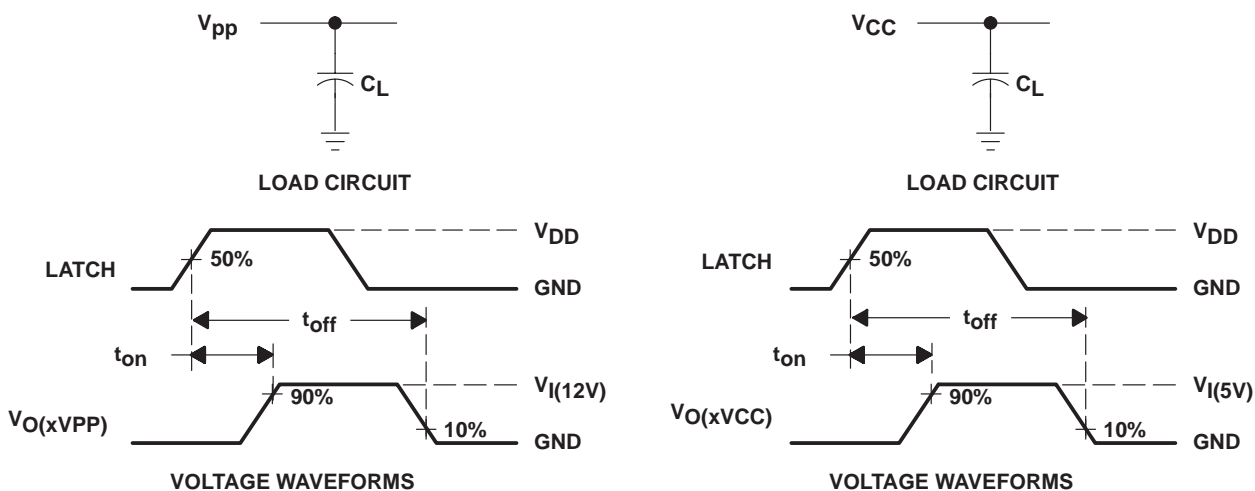 Vpp
CL
LOAD CIRCUIT
VDD
50%
LATCH
GND
toff
ton
VI(12V)
90%
VO(xVPP)
10%
GND
VOLTAGE WAVEFORMS
VCC
CL
LOAD CIRCUIT
VDD
50%
LATCH
GND
toff
ton
VI(5V)
90%
VO(xVCC)
10%
GND
VOLTAGE WAVEFORMS